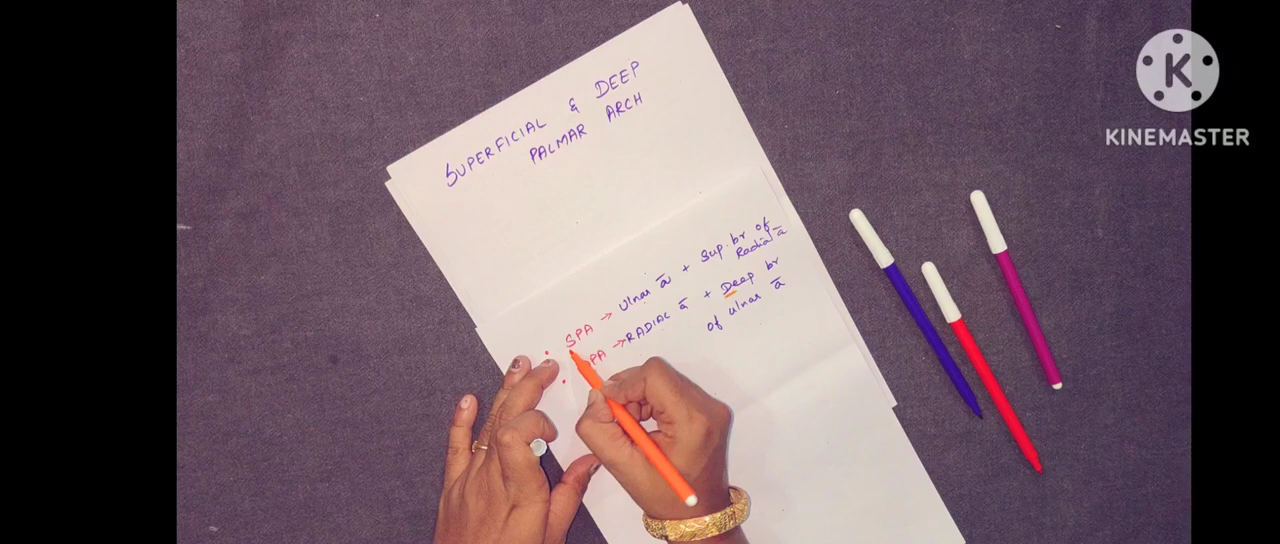 SUPERFICIAL & DEEP
PALMAR ARCH
• SPA → Ulnar ā + Sup. br of
Radial ā
• PA → RADIAL ā + Deep br
of ulnar ā
K
KINEMASTER